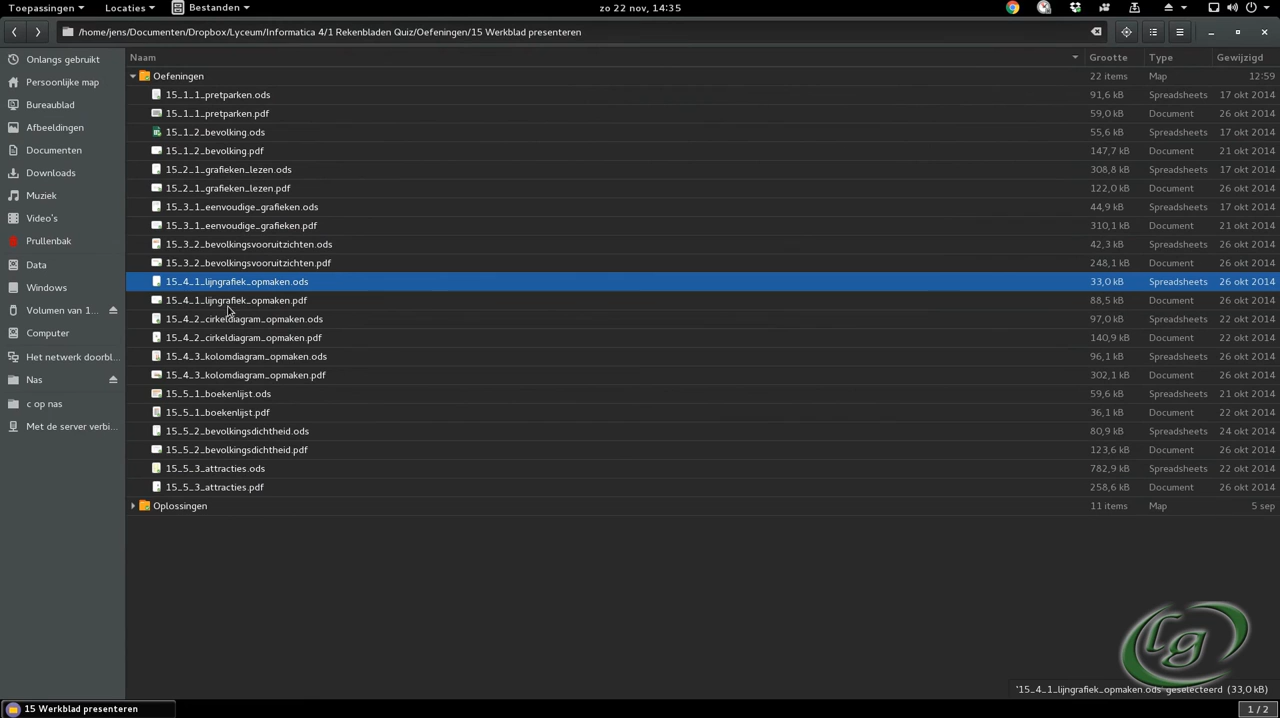 Toepassingen Locaties Bestanden zo 22 nov, 14:35
/home/jens/Documenten/Dropbox/Lyceum/Informatica 4/1 Rekenbladen Quiz/Oefeningen/15 Werkblad presenteren
Onlangs gebruikt
Persoonlijke map
Bureaublad
Afbeeldingen
Documenten
Downloads
Muziek
Video's
Prullenbak
Data
Windows
Volumen van 1...
Computer
Het netwerk doorbl...
Nas
c op nas
Met de server verbi...
Naam Grootte Type Gewijzigd
Oefeningen 22 items Map 12:59
15_1_1_pretparken.ods 91,6 kB Spreadsheets 17 okt 2014
15_1_1_pretparken.pdf 59,0 kB Document 26 okt 2014
15_1_2_bevolking.ods 55,6 kB Spreadsheets 17 okt 2014
15_1_2_bevolking.pdf 147,7 kB Document 21 okt 2014
15_2_1_grafieken_lezen.ods 308,8 kB Spreadsheets 17 okt 2014
15_2_1_grafieken_lezen.pdf 122,0 kB Document 26 okt 2014
15_3_1_eenvoudige_grafieken.ods 44,9 kB Spreadsheets 17 okt 2014
15_3_1_eenvoudige_grafieken.pdf 310,1 kB Document 21 okt 2014
15_3_2_bevolkingsvooruitzichten.ods 42,3 kB Spreadsheets 26 okt 2014
15_3_2_bevolkingsvooruitzichten.pdf 248,1 kB Document 26 okt 2014
15_4_1_lijngrafiek_opmaken.ods 33,0 kB Spreadsheets 26 okt 2014
15_4_1_lijngrafiek_opmaken.pdf 88,5 kB Document 26 okt 2014
15_4_2_cirkeldiagram_opmaken.ods 97,0 kB Spreadsheets 22 okt 2014
15_4_2_cirkeldiagram_opmaken.pdf 140,9 kB Document 22 okt 2014
15_4_3_kolomdiagram_opmaken.ods 96,1 kB Spreadsheets 26 okt 2014
15_4_3_kolomdiagram_opmaken.pdf 302,1 kB Document 26 okt 2014
15_5_1_boekenlijst.ods 59,6 kB Spreadsheets 21 okt 2014
15_5_1_boekenlijst.pdf 36,1 kB Document 22 okt 2014
15_5_2_bevolkingsdichtheid.ods 80,9 kB Spreadsheets 24 okt 2014
15_5_2_bevolkingsdichtheid.pdf 123,6 kB Document 26 okt 2014
15_5_3_attracties.ods 782,9 kB Spreadsheets 22 okt 2014
15_5_3_attracties.pdf 258,6 kB Document 26 okt 2014
Oplossingen 11 items Map 5 sep
lg
'15_4_1_lijngrafiek_opmaken.ods' geselecteerd (33,0 kB)
15 Werkblad presenteren 1 / 2